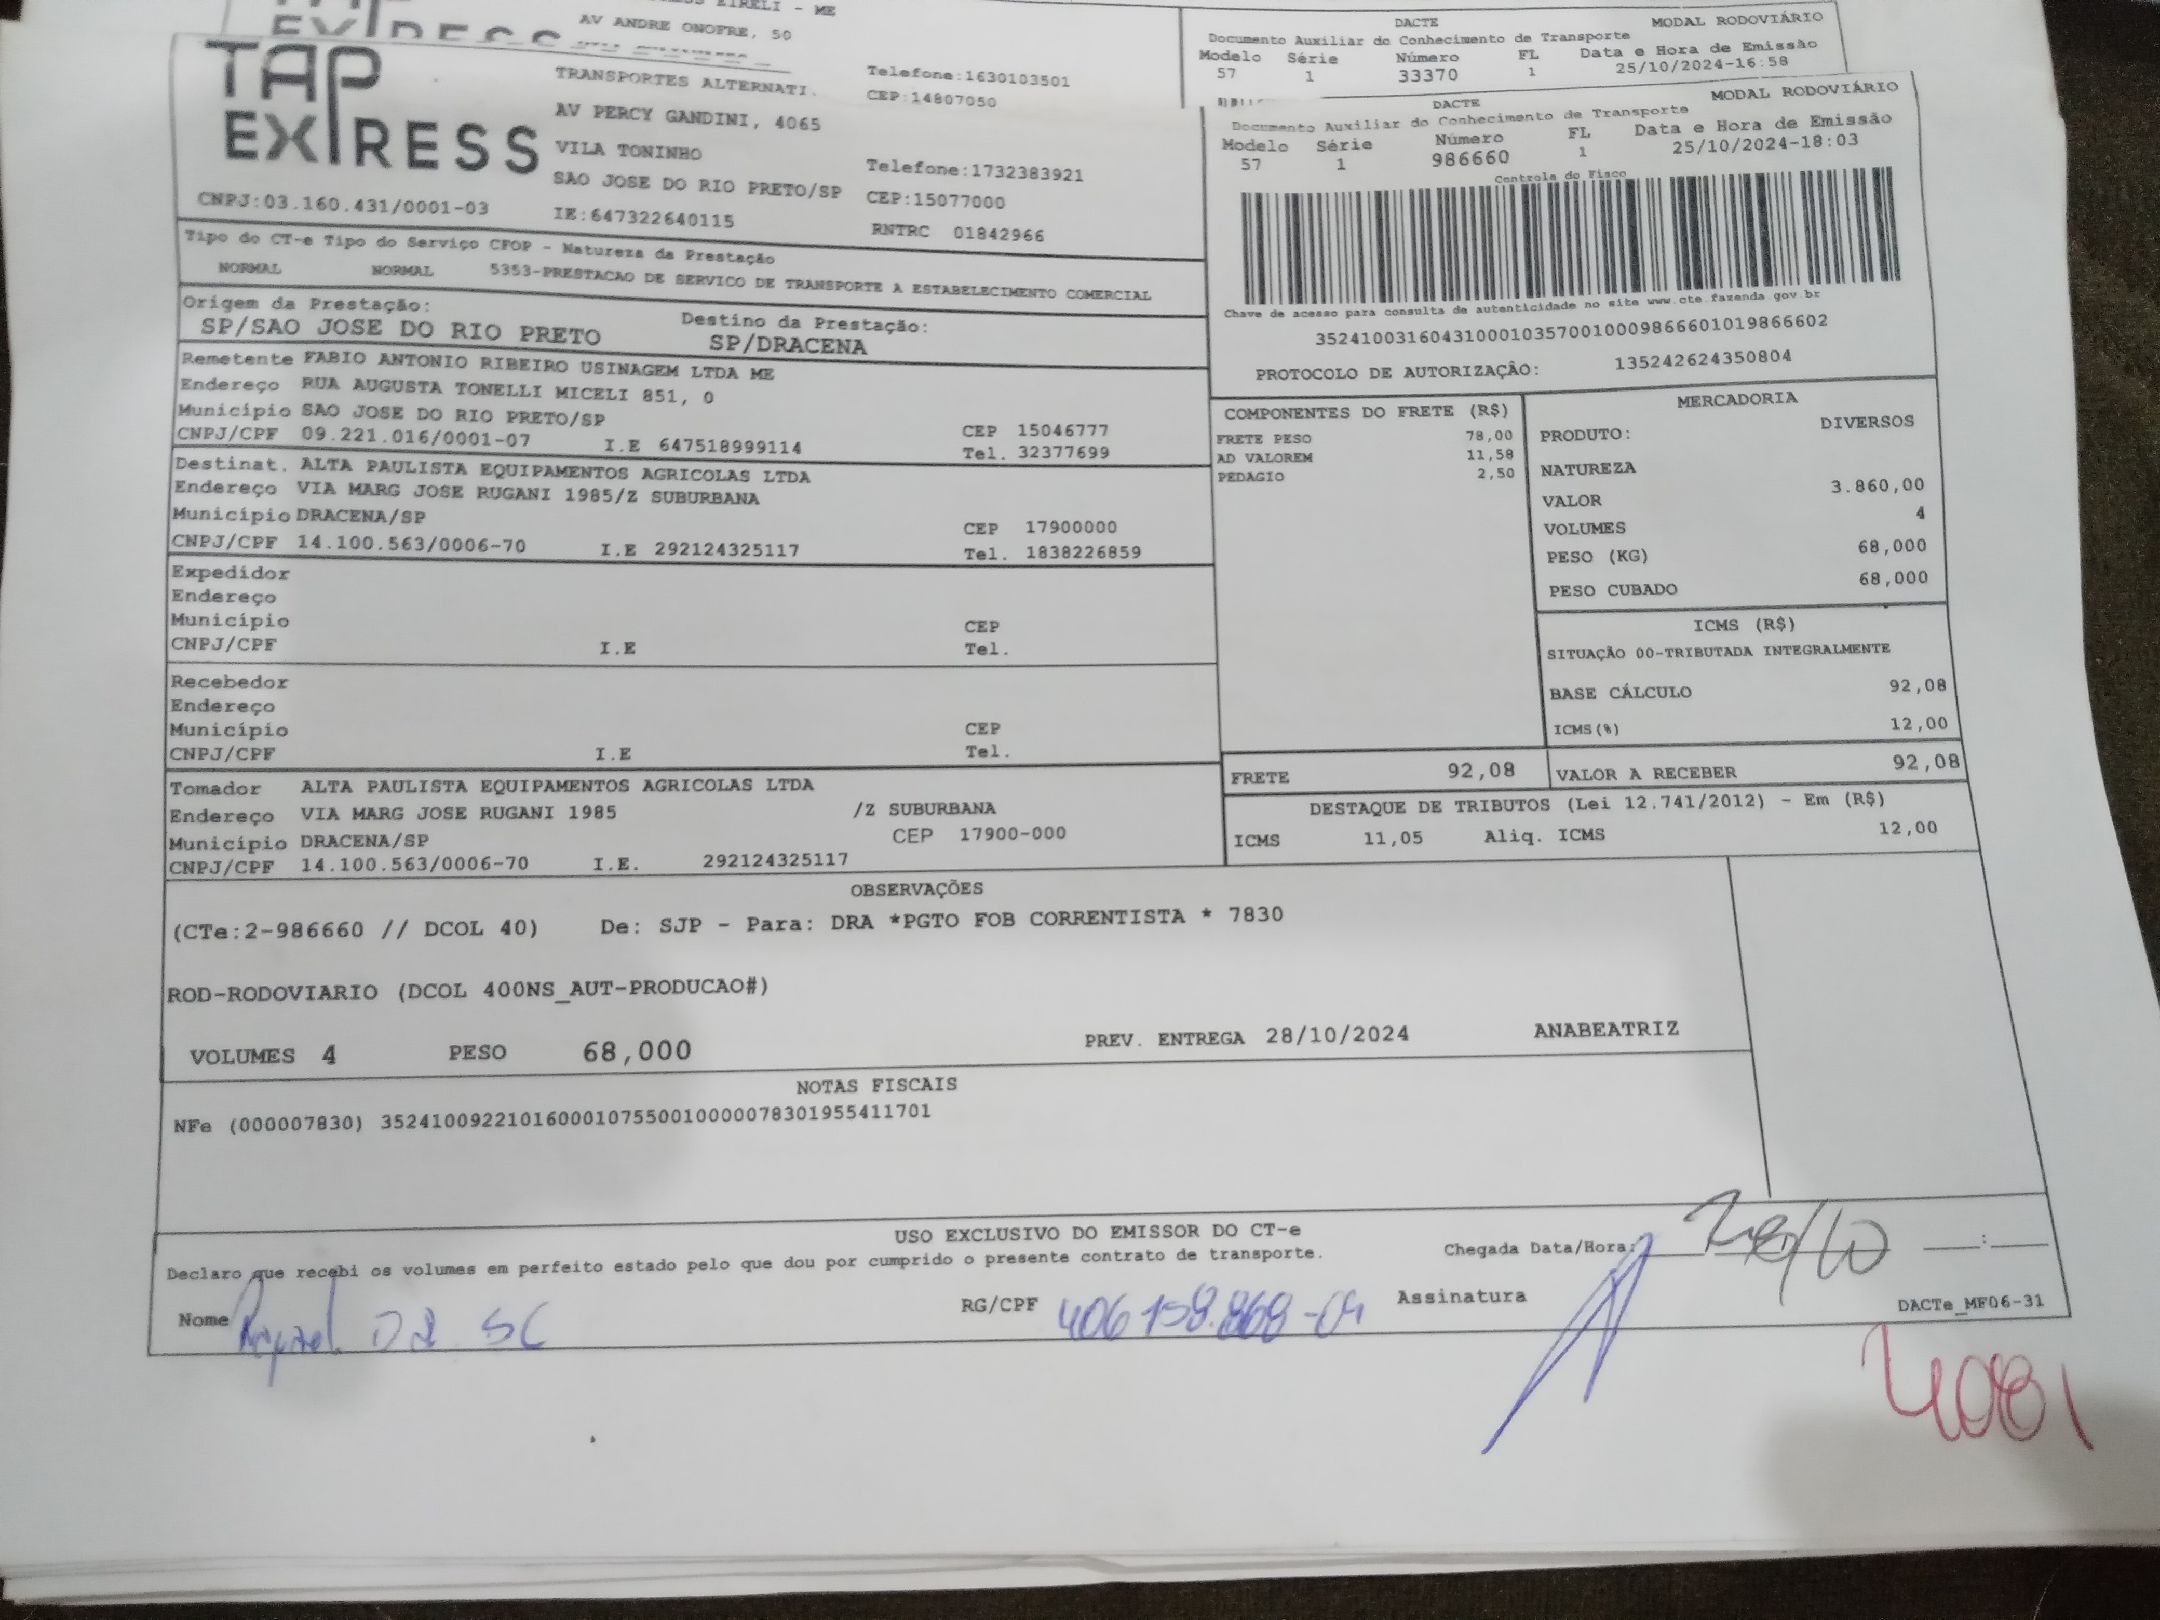 EIRELI - ME
AV ANDRE ONOFRE, 50
Telefone:1630103501
CEP:14807050
DACTE
MODAL RODOVIÁRIO
Documento Auxiliar do Conhecimento de Transporte
Modelo Série Número FL Data e Hora de Emissão
57 1 33370 1 25/10/2024-16:58
TAP EXPRESS
TRANSPORTES ALTERNATI.
AV PERCY GANDINI, 4065
VILA TONINHO
Telefone:1732383921
SAO JOSE DO RIO PRETO/SP CEP:15077000
CNPJ:03.160.431/0001-03 IE:647322640115 RNTRC 01842966
DACTE
MODAL RODOVIÁRIO
Documento Auxiliar do Conhecimento de Transporte
Modelo Série Número FL Data e Hora de Emissão
57 1 986660 1 25/10/2024-18:03
Controle do Fisco
Chave de acesso para consulta de autenticidade no site www.cte.fazenda.gov.br
35241003160431000103570010009866601019866602
PROTOCOLO DE AUTORIZAÇÃO: 135242624350804
Tipo do CT-e Tipo do Serviço CFOP - Natureza da Prestação
NORMAL NORMAL 5353-PRESTACAO DE SERVICO DE TRANSPORTE A ESTABELECIMENTO COMERCIAL
Origem da Prestação: Destino da Prestação:
SP/SAO JOSE DO RIO PRETO SP/DRACENA
Remetente FABIO ANTONIO RIBEIRO USINAGEM LTDA ME
Endereço RUA AUGUSTA TONELLI MICELI 851, 0
Município SAO JOSE DO RIO PRETO/SP CEP 15046777
CNPJ/CPF 09.221.016/0001-07 I.E 647518999114 Tel. 32377699
Destinat. ALTA PAULISTA EQUIPAMENTOS AGRICOLAS LTDA
Endereço VIA MARG JOSE RUGANI 1985/Z SUBURBANA
Município DRACENA/SP CEP 17900000
CNPJ/CPF 14.100.563/0006-70 I.E 292124325117 Tel. 1838226859
Expedidor
Endereço
Município CEP
CNPJ/CPF I.E Tel.
Recebedor
Endereço
Município CEP
CNPJ/CPF I.E Tel.
Tomador ALTA PAULISTA EQUIPAMENTOS AGRICOLAS LTDA
Endereço VIA MARG JOSE RUGANI 1985 /Z SUBURBANA
Município DRACENA/SP CEP 17900-000
CNPJ/CPF 14.100.563/0006-70 I.E. 292124325117
COMPONENTES DO FRETE (R$)
FRETE PESO 78,00
AD VALOREM 11,58
PEDAGIO 2,50
MERCADORIA
PRODUTO: DIVERSOS
NATUREZA
VALOR 3.860,00
VOLUMES 4
PESO (KG) 68,000
PESO CUBADO 68,000
ICMS (R$)
SITUAÇÃO 00-TRIBUTADA INTEGRALMENTE
BASE CÁLCULO 92,08
ICMS(%) 12,00
FRETE 92,08 VALOR A RECEBER 92,08
DESTAQUE DE TRIBUTOS (Lei 12.741/2012) - Em (R$)
ICMS 11,05 Aliq. ICMS 12,00
OBSERVAÇÕES
(CTe:2-986660 // DCOL 40) De: SJP - Para: DRA *PGTO FOB CORRENTISTA * 7830
ROD-RODOVIARIO (DCOL 400NS_AUT-PRODUCAO#)
VOLUMES 4 PESO 68,000 PREV. ENTREGA 28/10/2024 ANABEATRIZ
NOTAS FISCAIS
NFe (000007830) 35241009221016000107550010000078301955411701
USO EXCLUSIVO DO EMISSOR DO CT-e
Declaro que recebi os volumes em perfeito estado pelo que dou por cumprido o presente contrato de transporte.
Chegada Data/Hora: 28/10 __:__
Nome RG/CPF 406 158.868-09 Assinatura
DACTe_MF06-31